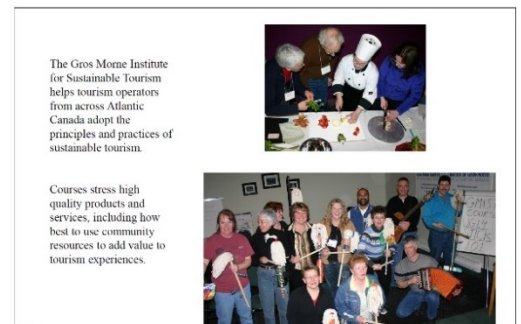 The Gros Morne Institute
for Sustainable Tourism
helps tourism operators
from across Atlantic
Canada adopt the
principles and practices of
sustainable tourism.
Courses stress high
quality products and
services, including how
best to use community
resources to add value to
tourism experiences.
GMIST